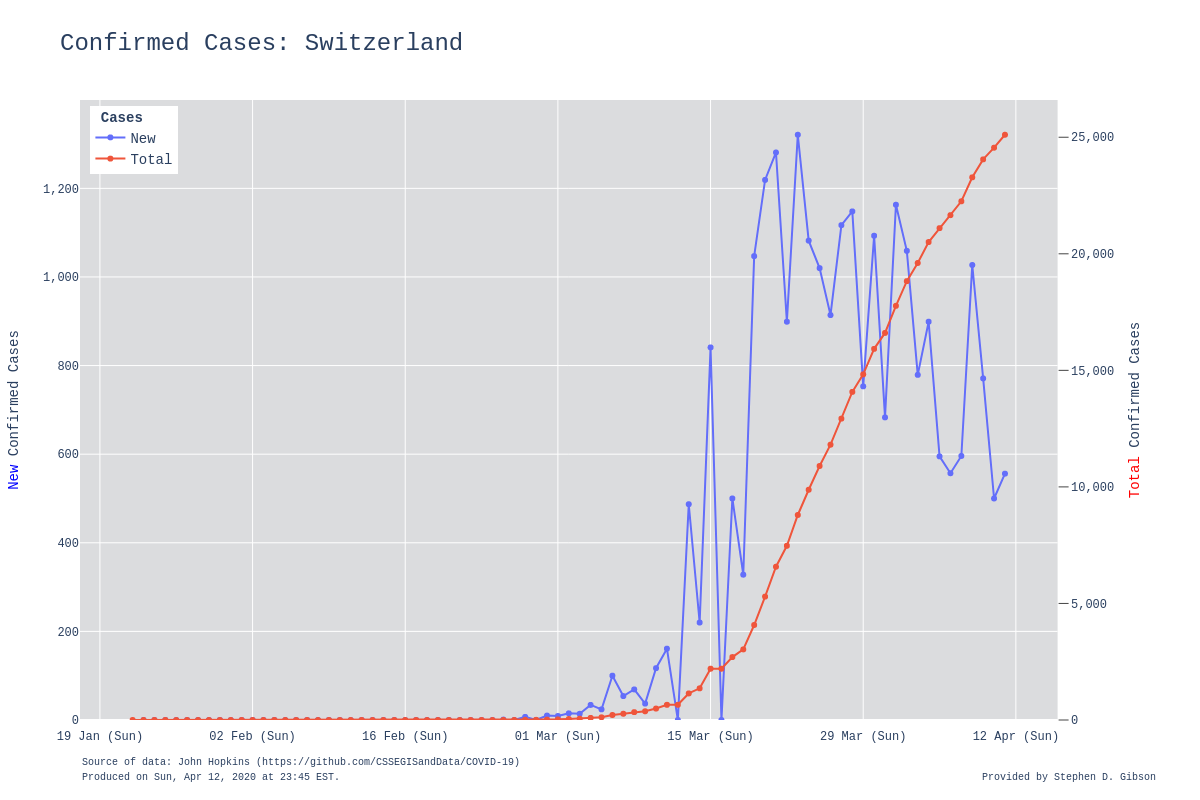 Confirmed Cases: Switzerland
Cases
New
Total
1,200
1,000
800
600
400
200
0
25,000
20,000
15,000
10,000
5,000
0
New Confirmed Cases
Total Confirmed Cases
19 Jan (Sun)
02 Feb (Sun)
16 Feb (Sun)
01 Mar (Sun)
15 Mar (Sun)
29 Mar (Sun)
12 Apr (Sun)
Source of data: John Hopkins (https://github.com/CSSEGISandData/COVID-19)
Produced on Sun, Apr 12, 2020 at 23:45 EST.
Provided by Stephen D. Gibson